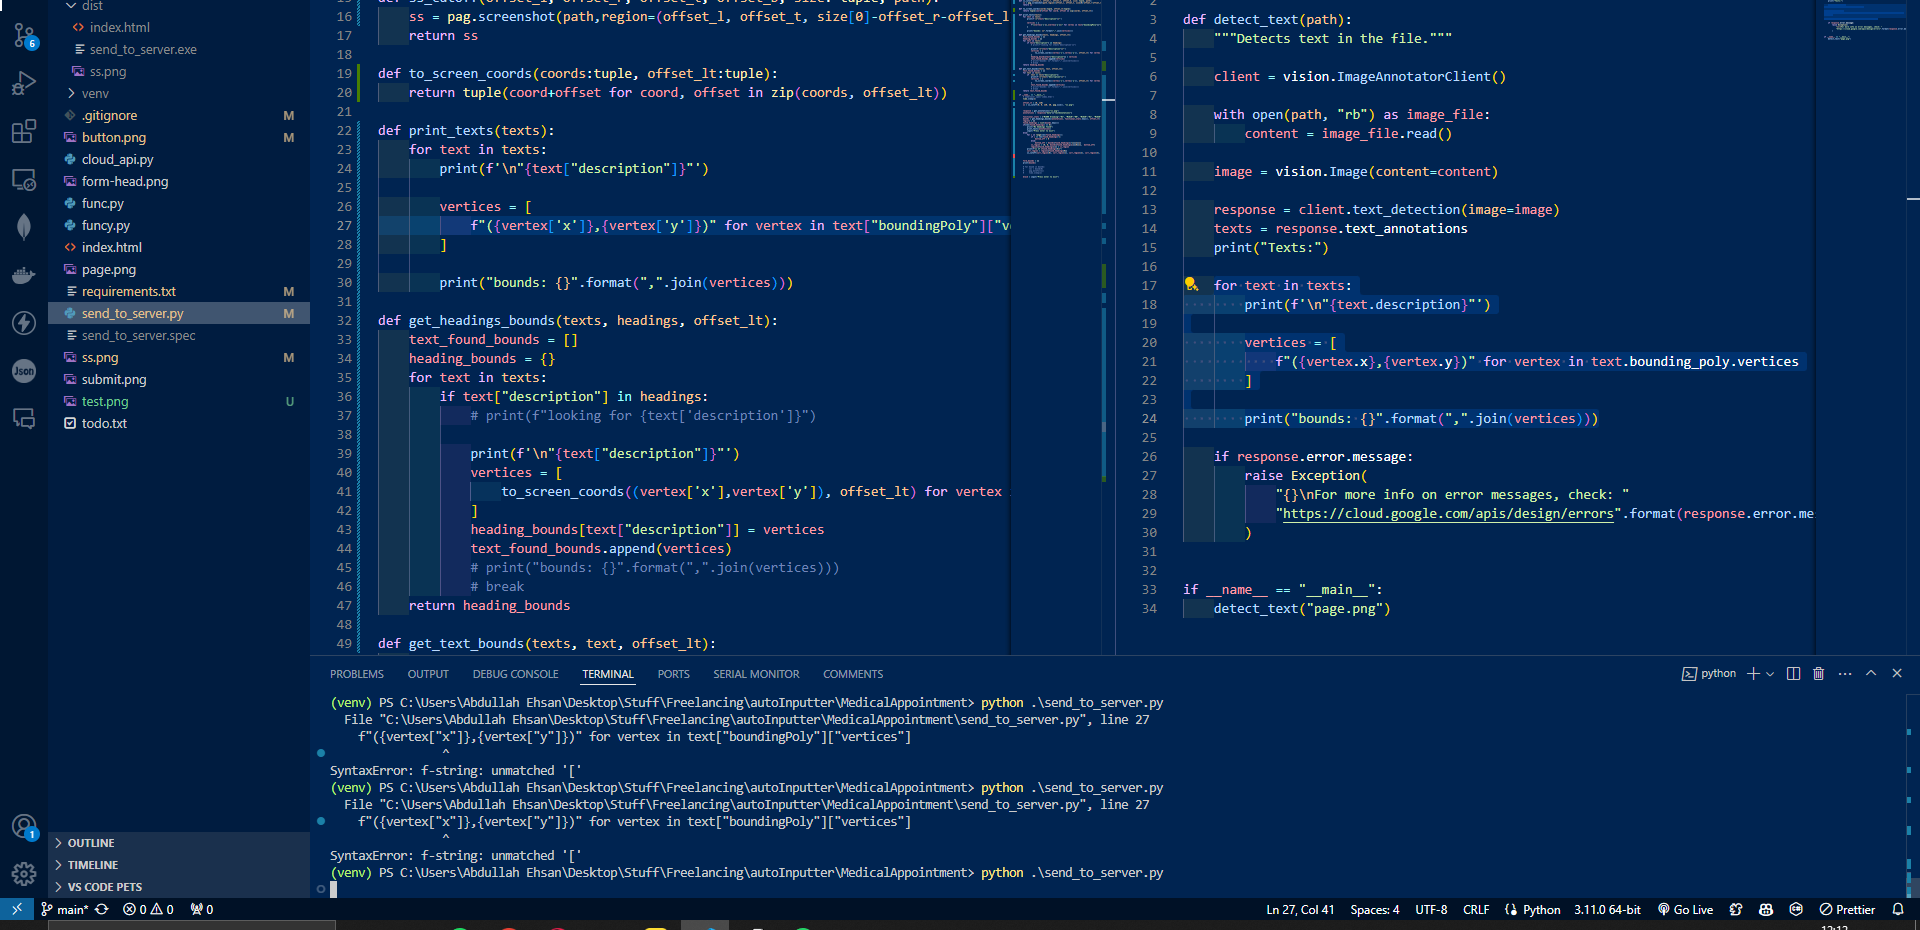 dist
index.html
send_to_server.exe
ss.png
venv
.gitignore M
button.png M
cloud_api.py
form-head.png
func.py
funcy.py
index.html
page.png
requirements.txt M
send_to_server.py M
send_to_server.spec
ss.png M
submit.png
test.png U
todo.txt
OUTLINE
TIMELINE
VS CODE PETS
6
Json
1
16 ss = pag.screenshot(path,region=(offset_l, offset_t, size[0]-offset_r-offset_l
17 return ss
18
19 def to_screen_coords(coords:tuple, offset_lt:tuple):
20 return tuple(coord+offset for coord, offset in zip(coords, offset_lt))
21
22 def print_texts(texts):
23 for text in texts:
24 print(f'\n"{text["description"]}"')
25
26 vertices = [
27 f"({vertex['x']},{vertex['y']})" for vertex in text["boundingPoly"]["v
28 ]
29
30 print("bounds: {}".format(",".join(vertices)))
31
32 def get_headings_bounds(texts, headings, offset_lt):
33 text_found_bounds = []
34 heading_bounds = {}
35 for text in texts:
36 if text["description"] in headings:
37 # print(f"looking for {text['description']}")
38
39 print(f'\n"{text["description"]}"')
40 vertices = [
41 to_screen_coords((vertex['x'],vertex['y']), offset_lt) for vertex
42 ]
43 heading_bounds[text["description"]] = vertices
44 text_found_bounds.append(vertices)
45 # print("bounds: {}".format(",".join(vertices)))
46 # break
47 return heading_bounds
48
49 def get_text_bounds(texts, text, offset_lt):
2
3 def detect_text(path):
4 """Detects text in the file."""
5
6 client = vision.ImageAnnotatorClient()
7
8 with open(path, "rb") as image_file:
9 content = image_file.read()
10
11 image = vision.Image(content=content)
12
13 response = client.text_detection(image=image)
14 texts = response.text_annotations
15 print("Texts:")
16
17 for text in texts:
18 print(f'\n"{text.description}"')
19
20 vertices = [
21 f"({vertex.x},{vertex.y})" for vertex in text.bounding_poly.vertices
22 ]
23
24 print("bounds: {}".format(",".join(vertices)))
25
26 if response.error.message:
27 raise Exception(
28 "{}\nFor more info on error messages, check: "
29 "https://cloud.google.com/apis/design/errors".format(response.error.me
30 )
31
32
33 if __name__ == "__main__":
34 detect_text("page.png")
PROBLEMS OUTPUT DEBUG CONSOLE TERMINAL PORTS SERIAL MONITOR COMMENTS python
(venv) PS C:\Users\Abdullah Ehsan\Desktop\Stuff\Freelancing\autoInputter\MedicalAppointment> python .\send_to_server.py
File "C:\Users\Abdullah Ehsan\Desktop\Stuff\Freelancing\autoInputter\MedicalAppointment\send_to_server.py", line 27
f"({vertex["x"]},{vertex["y"]})" for vertex in text["boundingPoly"]["vertices"]
^
SyntaxError: f-string: unmatched '['
(venv) PS C:\Users\Abdullah Ehsan\Desktop\Stuff\Freelancing\autoInputter\MedicalAppointment> python .\send_to_server.py
File "C:\Users\Abdullah Ehsan\Desktop\Stuff\Freelancing\autoInputter\MedicalAppointment\send_to_server.py", line 27
f"({vertex["x"]},{vertex["y"]})" for vertex in text["boundingPoly"]["vertices"]
^
SyntaxError: f-string: unmatched '['
(venv) PS C:\Users\Abdullah Ehsan\Desktop\Stuff\Freelancing\autoInputter\MedicalAppointment> python .\send_to_server.py
main* 0 0 0 Ln 27, Col 41 Spaces: 4 UTF-8 CRLF Python 3.11.0 64-bit Go Live Prettier